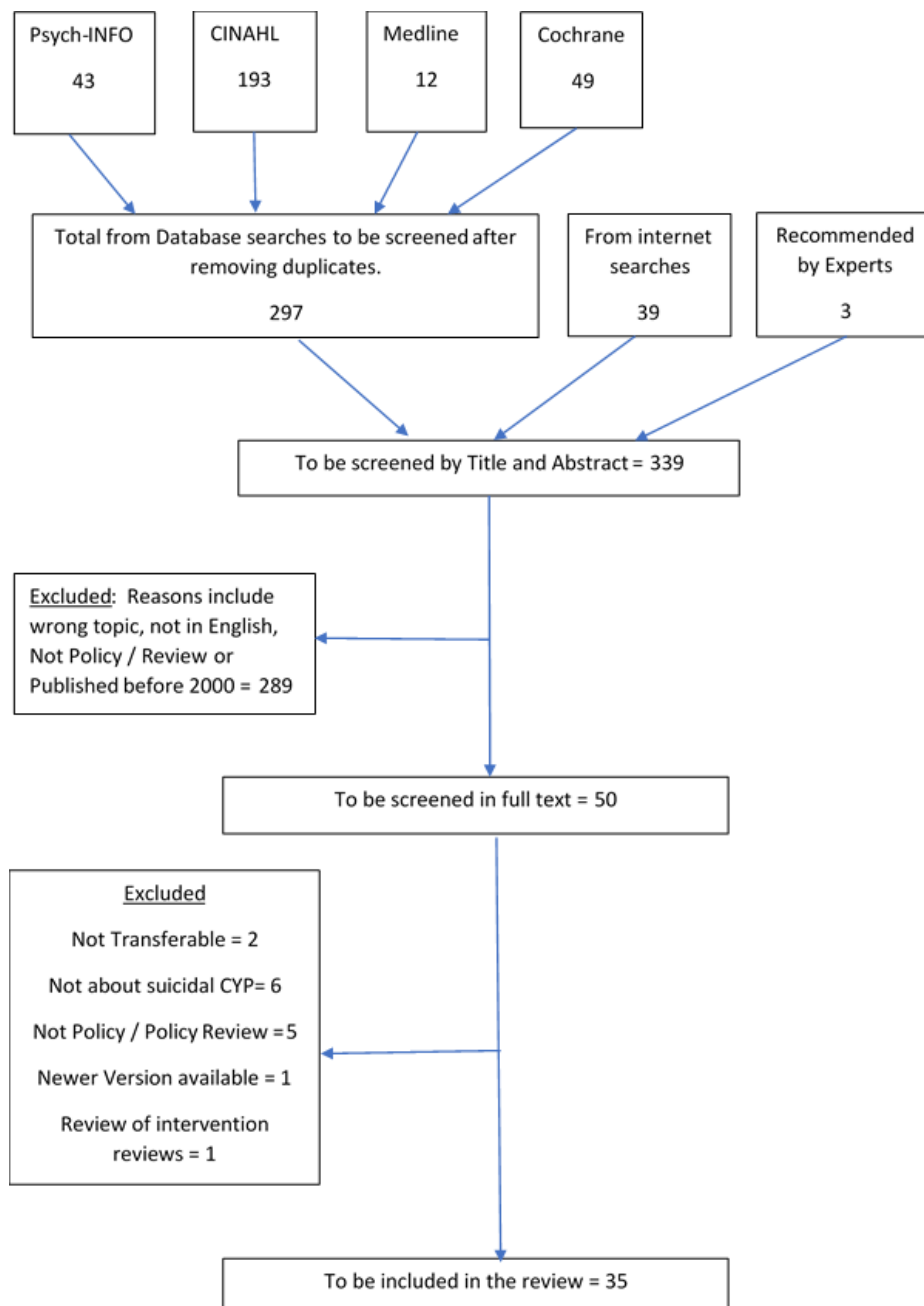 Psych-INFO
43
CINAHL
193
Medline
12
Cochrane
49
Total from Database searches to be screened after
removing duplicates.
297
From internet
searches
39
Recommended
by Experts
3
To be screened by Title and Abstract = 339
Excluded: Reasons include
wrong topic, not in English,
Not Policy / Review or
Published before 2000 = 289
To be screened in full text = 50
Excluded
Not Transferable = 2
Not about suicidal CYP= 6
Not Policy / Policy Review =5
Newer Version available = 1
Review of intervention
reviews = 1
To be included in the review = 35